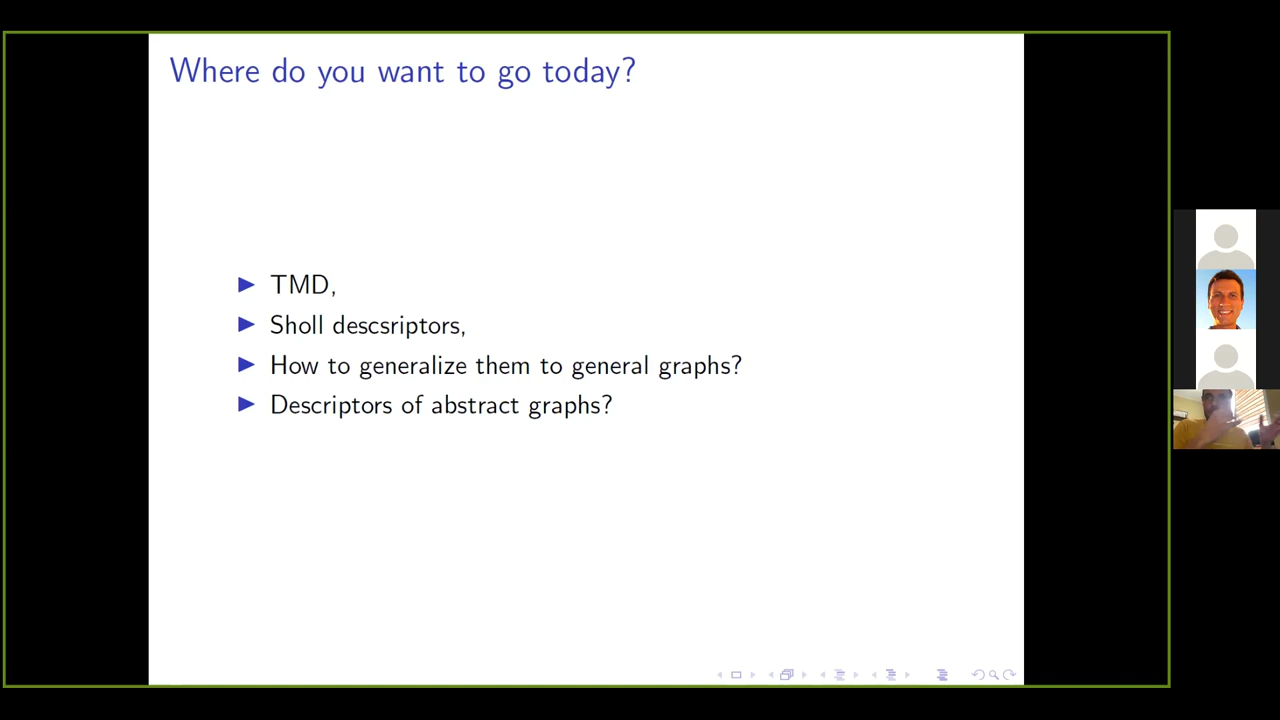 Where do you want to go today?
TMD,
Sholl descsriptors,
How to generalize them to general graphs?
Descriptors of abstract graphs?